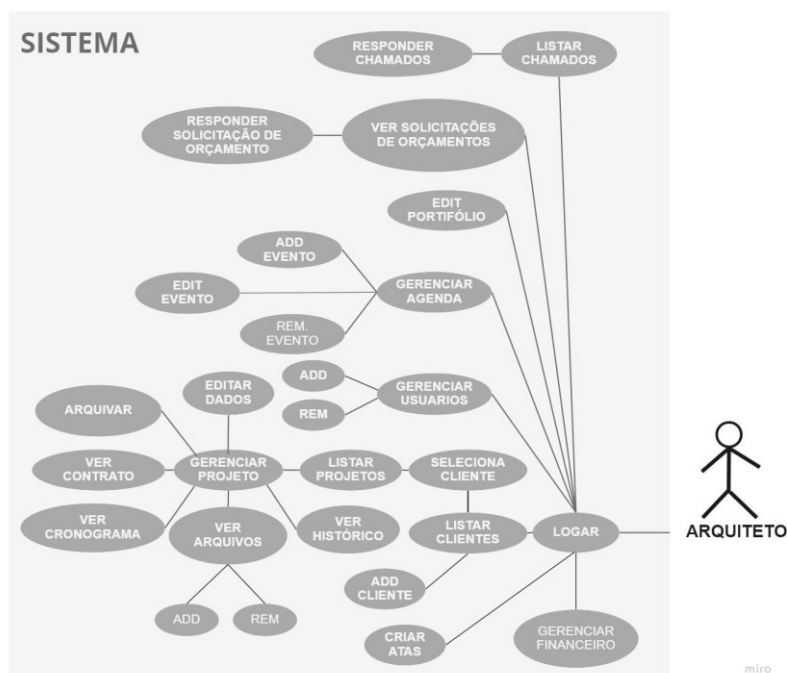 SISTEMA
RESPONDER
CHAMADOS
LISTAR
CHAMADOS
RESPONDER
SOLICITAÇÃO DE
ORÇAMENTO
VER SOLICITAÇÕES
DE ORÇAMENTOS
EDIT
PORTIFÓLIO
ADD
EVENTO
EDIT
EVENTO
GERENCIAR
AGENDA
REM.
EVENTO
ADD
REM
GERENCIAR
USUARIOS
EDITAR
DADOS
ARQUIVAR
VER
CONTRATO
GERENCIAR
PROJETO
LISTAR
PROJETOS
SELECIONA
CLIENTE
VER
CRONOGRAMA
VER
ARQUIVOS
VER
HISTÓRICO
LISTAR
CLIENTES
LOGAR
ARQUITETO
ADD
CLIENTE
ADD
REM
CRIAR
ATAS
GERENCIAR
FINANCEIRO
miro